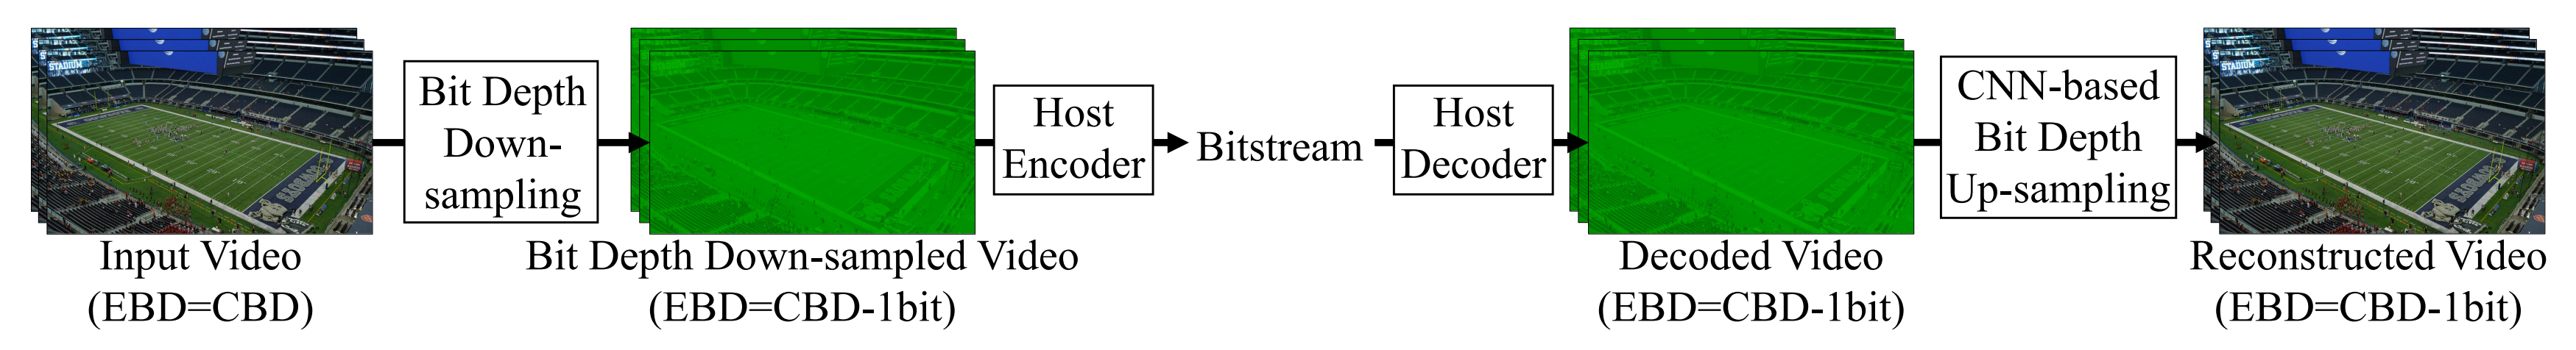 STADIUM
STADIUM
Bit Depth
Down-
sampling
Host
Encoder
Bitstream
Host
Decoder
CNN-based
Bit Depth
Up-sampling
Input Video
(EBD=CBD)
Bit Depth Down-sampled Video
(EBD=CBD-1bit)
Decoded Video
(EBD=CBD-1bit)
Reconstructed Video
(EBD=CBD-1bit)